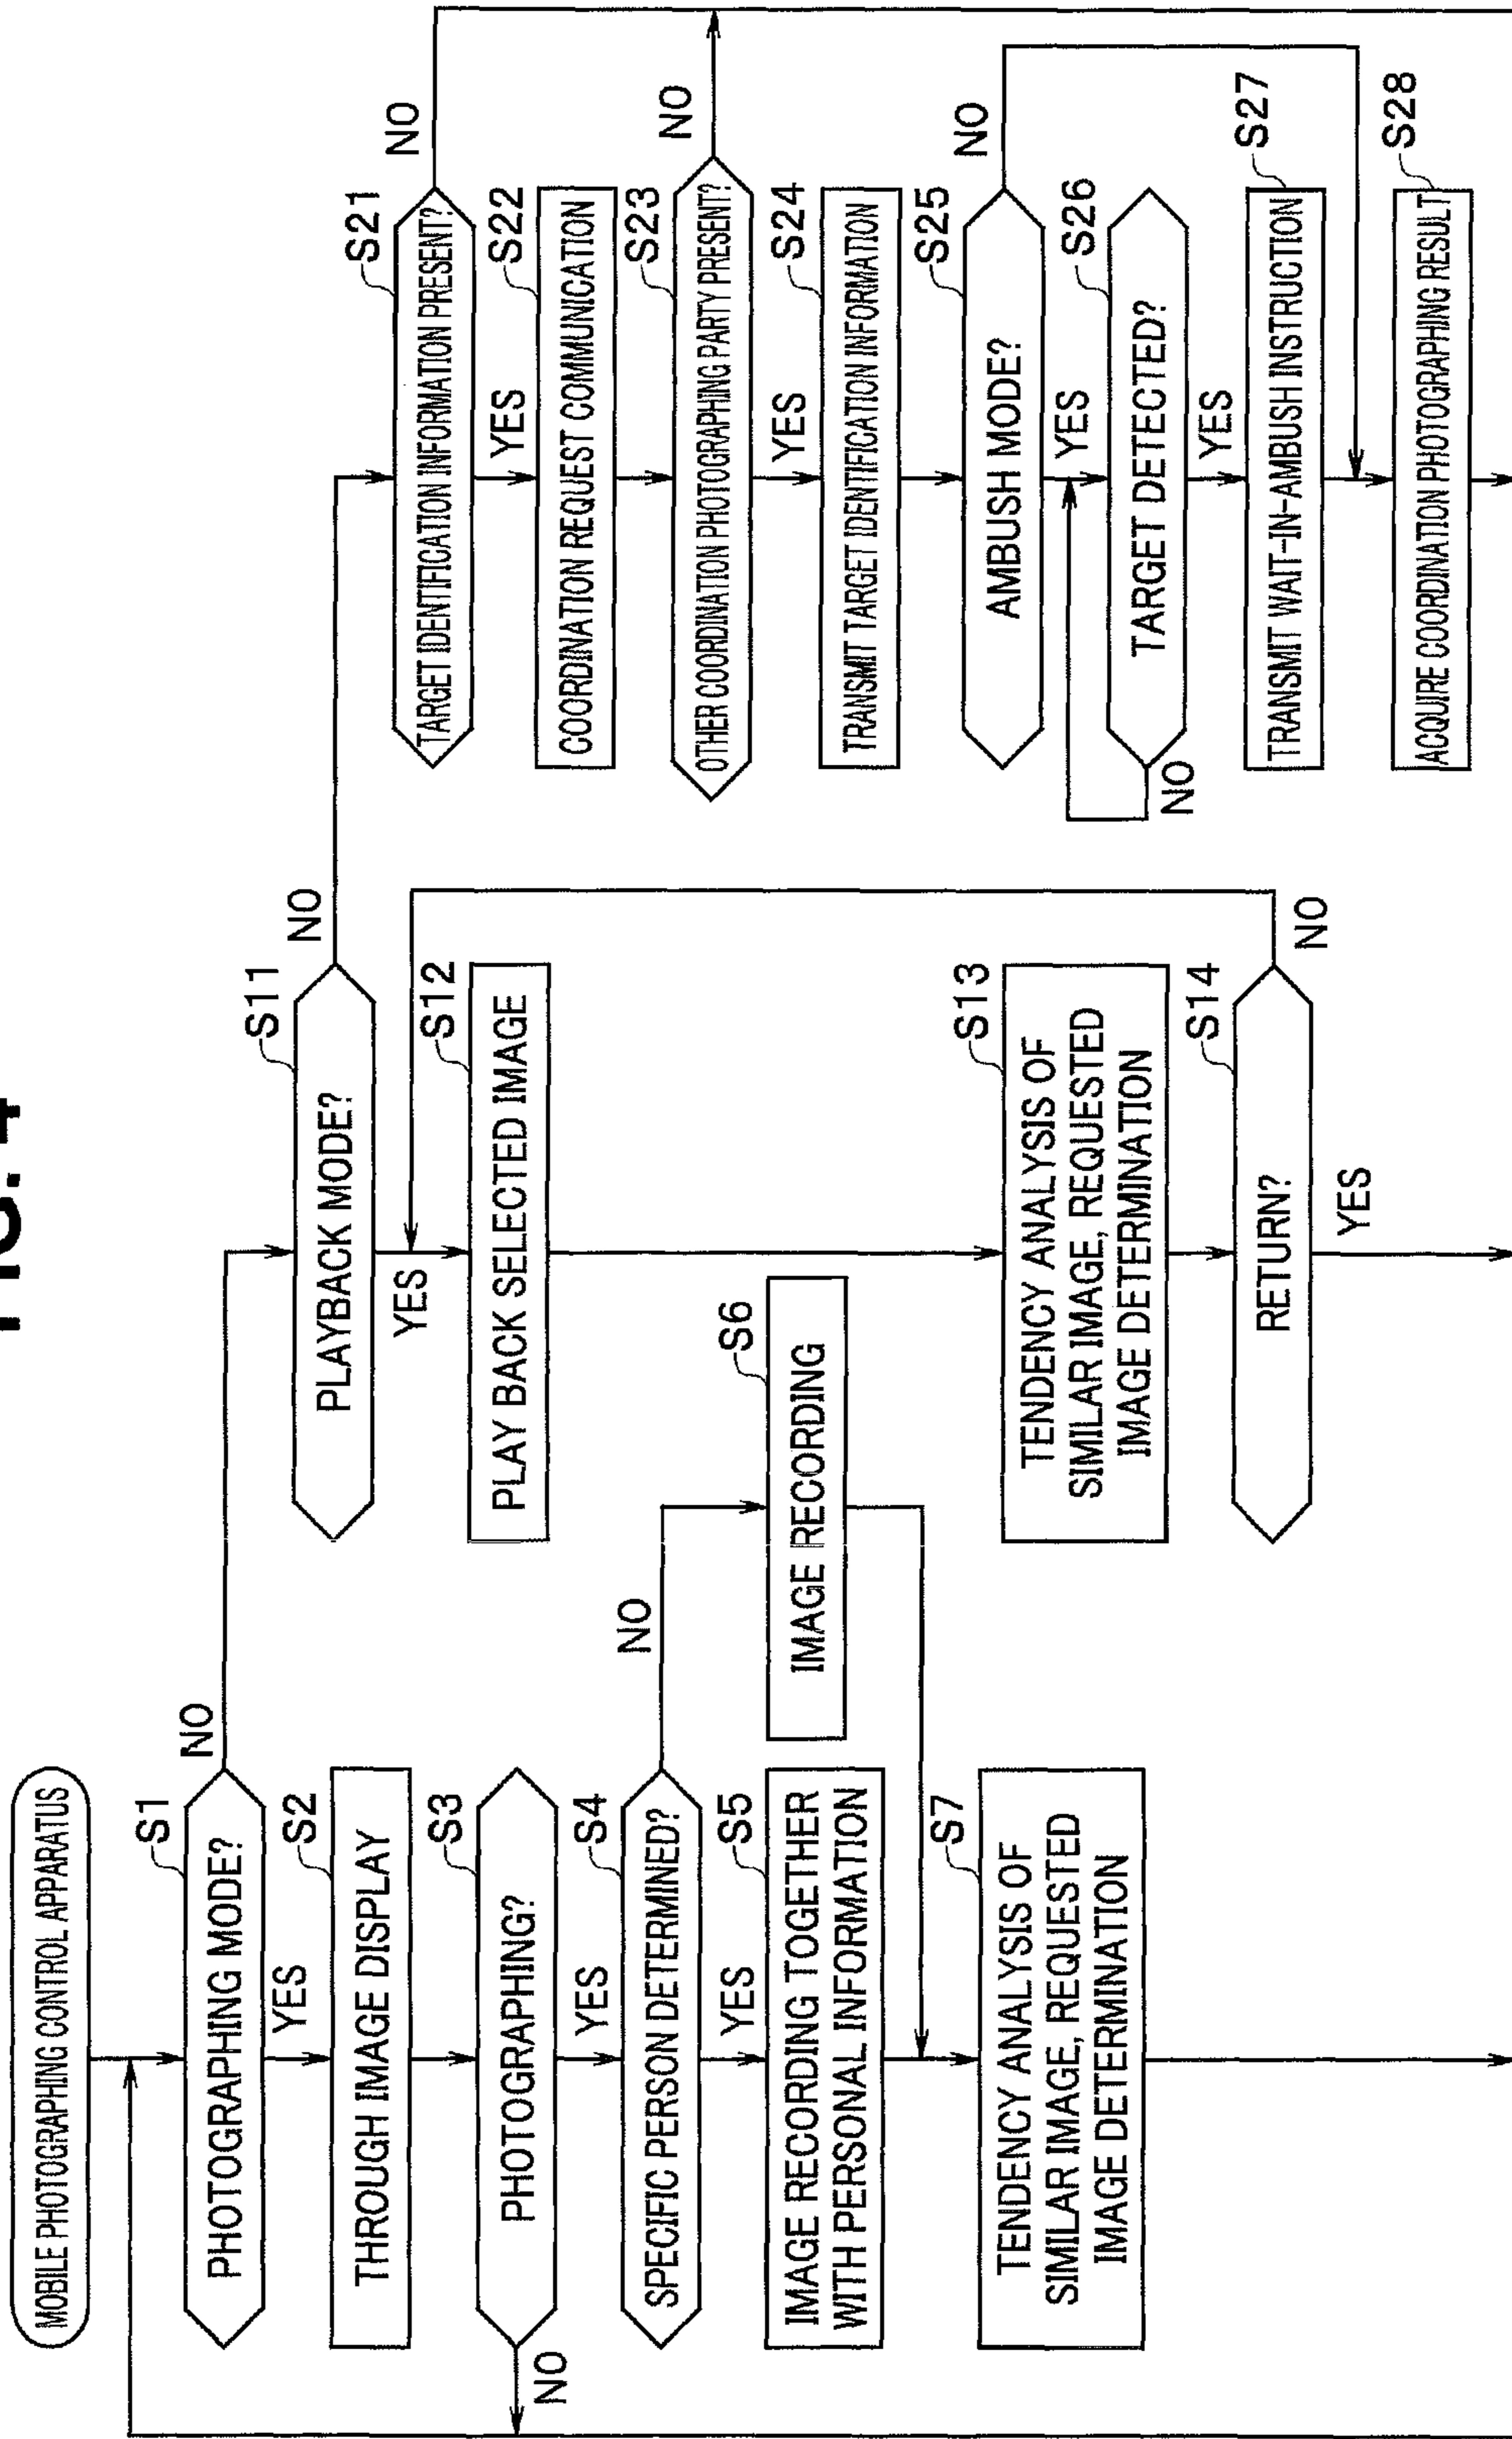 FIG. 4
MOBILE PHOTOGRAPHING CONTROL APPARATUS
S1
PHOTOGRAPHING MODE?
NO
YES
S2
THROUGH IMAGE DISPLAY
S3
PHOTOGRAPHING?
NO
YES
S4
SPECIFIC PERSON DETERMINED?
NO
YES
S5
IMAGE RECORDING TOGETHER
WITH PERSONAL INFORMATION
S6
IMAGE RECORDING
S7
TENDENCY ANALYSIS OF
SIMILAR IMAGE, REQUESTED
IMAGE DETERMINATION
S11
PLAYBACK MODE?
NO
YES
S12
PLAY BACK SELECTED IMAGE
S13
TENDENCY ANALYSIS OF
SIMILAR IMAGE, REQUESTED
IMAGE DETERMINATION
S14
RETURN?
NO
YES
S21
TARGET IDENTIFICATION INFORMATION PRESENT?
NO
YES
S22
COORDINATION REQUEST COMMUNICATION
S23
OTHER COORDINATION PHOTOGRAPHING PARTY PRESENT?
NO
YES
S24
TRANSMIT TARGET IDENTIFICATION INFORMATION
S25
AMBUSH MODE?
NO
YES
S26
TARGET DETECTED?
NO
YES
S27
TRANSMIT WAIT-IN-AMBUSH INSTRUCTION
S28
ACQUIRE COORDINATION PHOTOGRAPHING RESULT